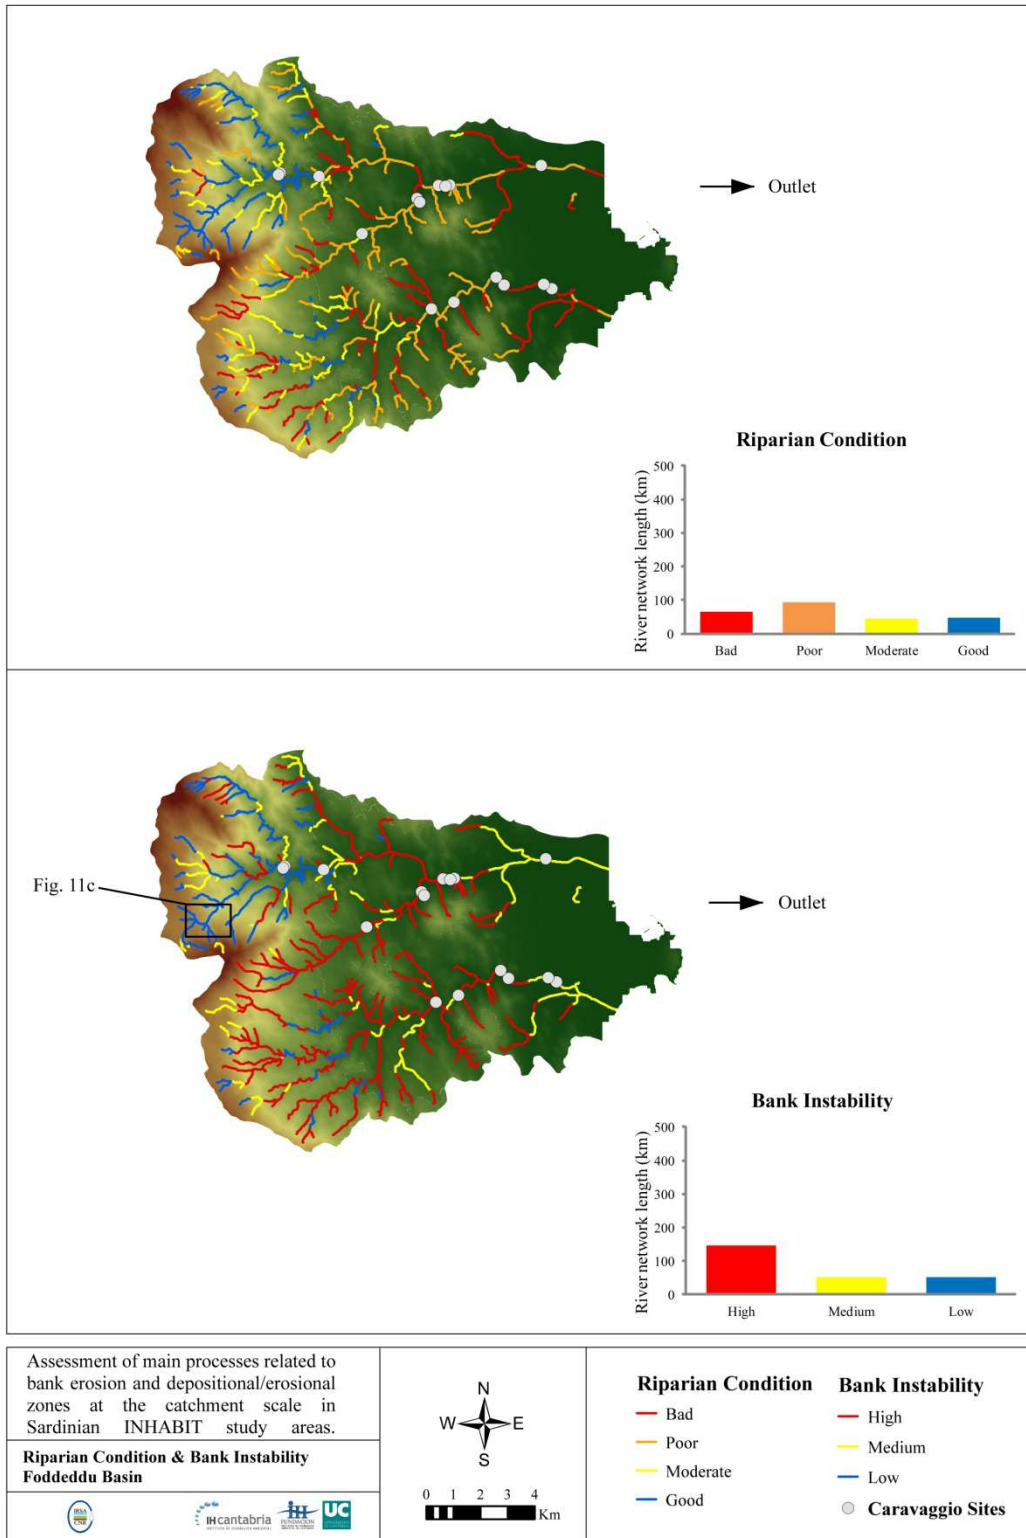 Outlet
Riparian Condition
River network length (km)
500
400
300
200
100
0
Bad Poor Moderate Good
Fig. 11c
Outlet
Bank Instability
River network length (km)
500
400
300
200
100
0
High Medium Low
Assessment of main processes related to
bank erosion and depositional/erosional
zones at the catchment scale in
Sardinian INHABIT study areas.
Riparian Condition & Bank Instability
Foddeddu Basin
IRSA
CNR
IHcantabria
IH
FUNDACIÓN
UC
N
W E
S
0 1 2 3 4
Km
Riparian Condition
Bad
Poor
Moderate
Good
Bank Instability
High
Medium
Low
Caravaggio Sites